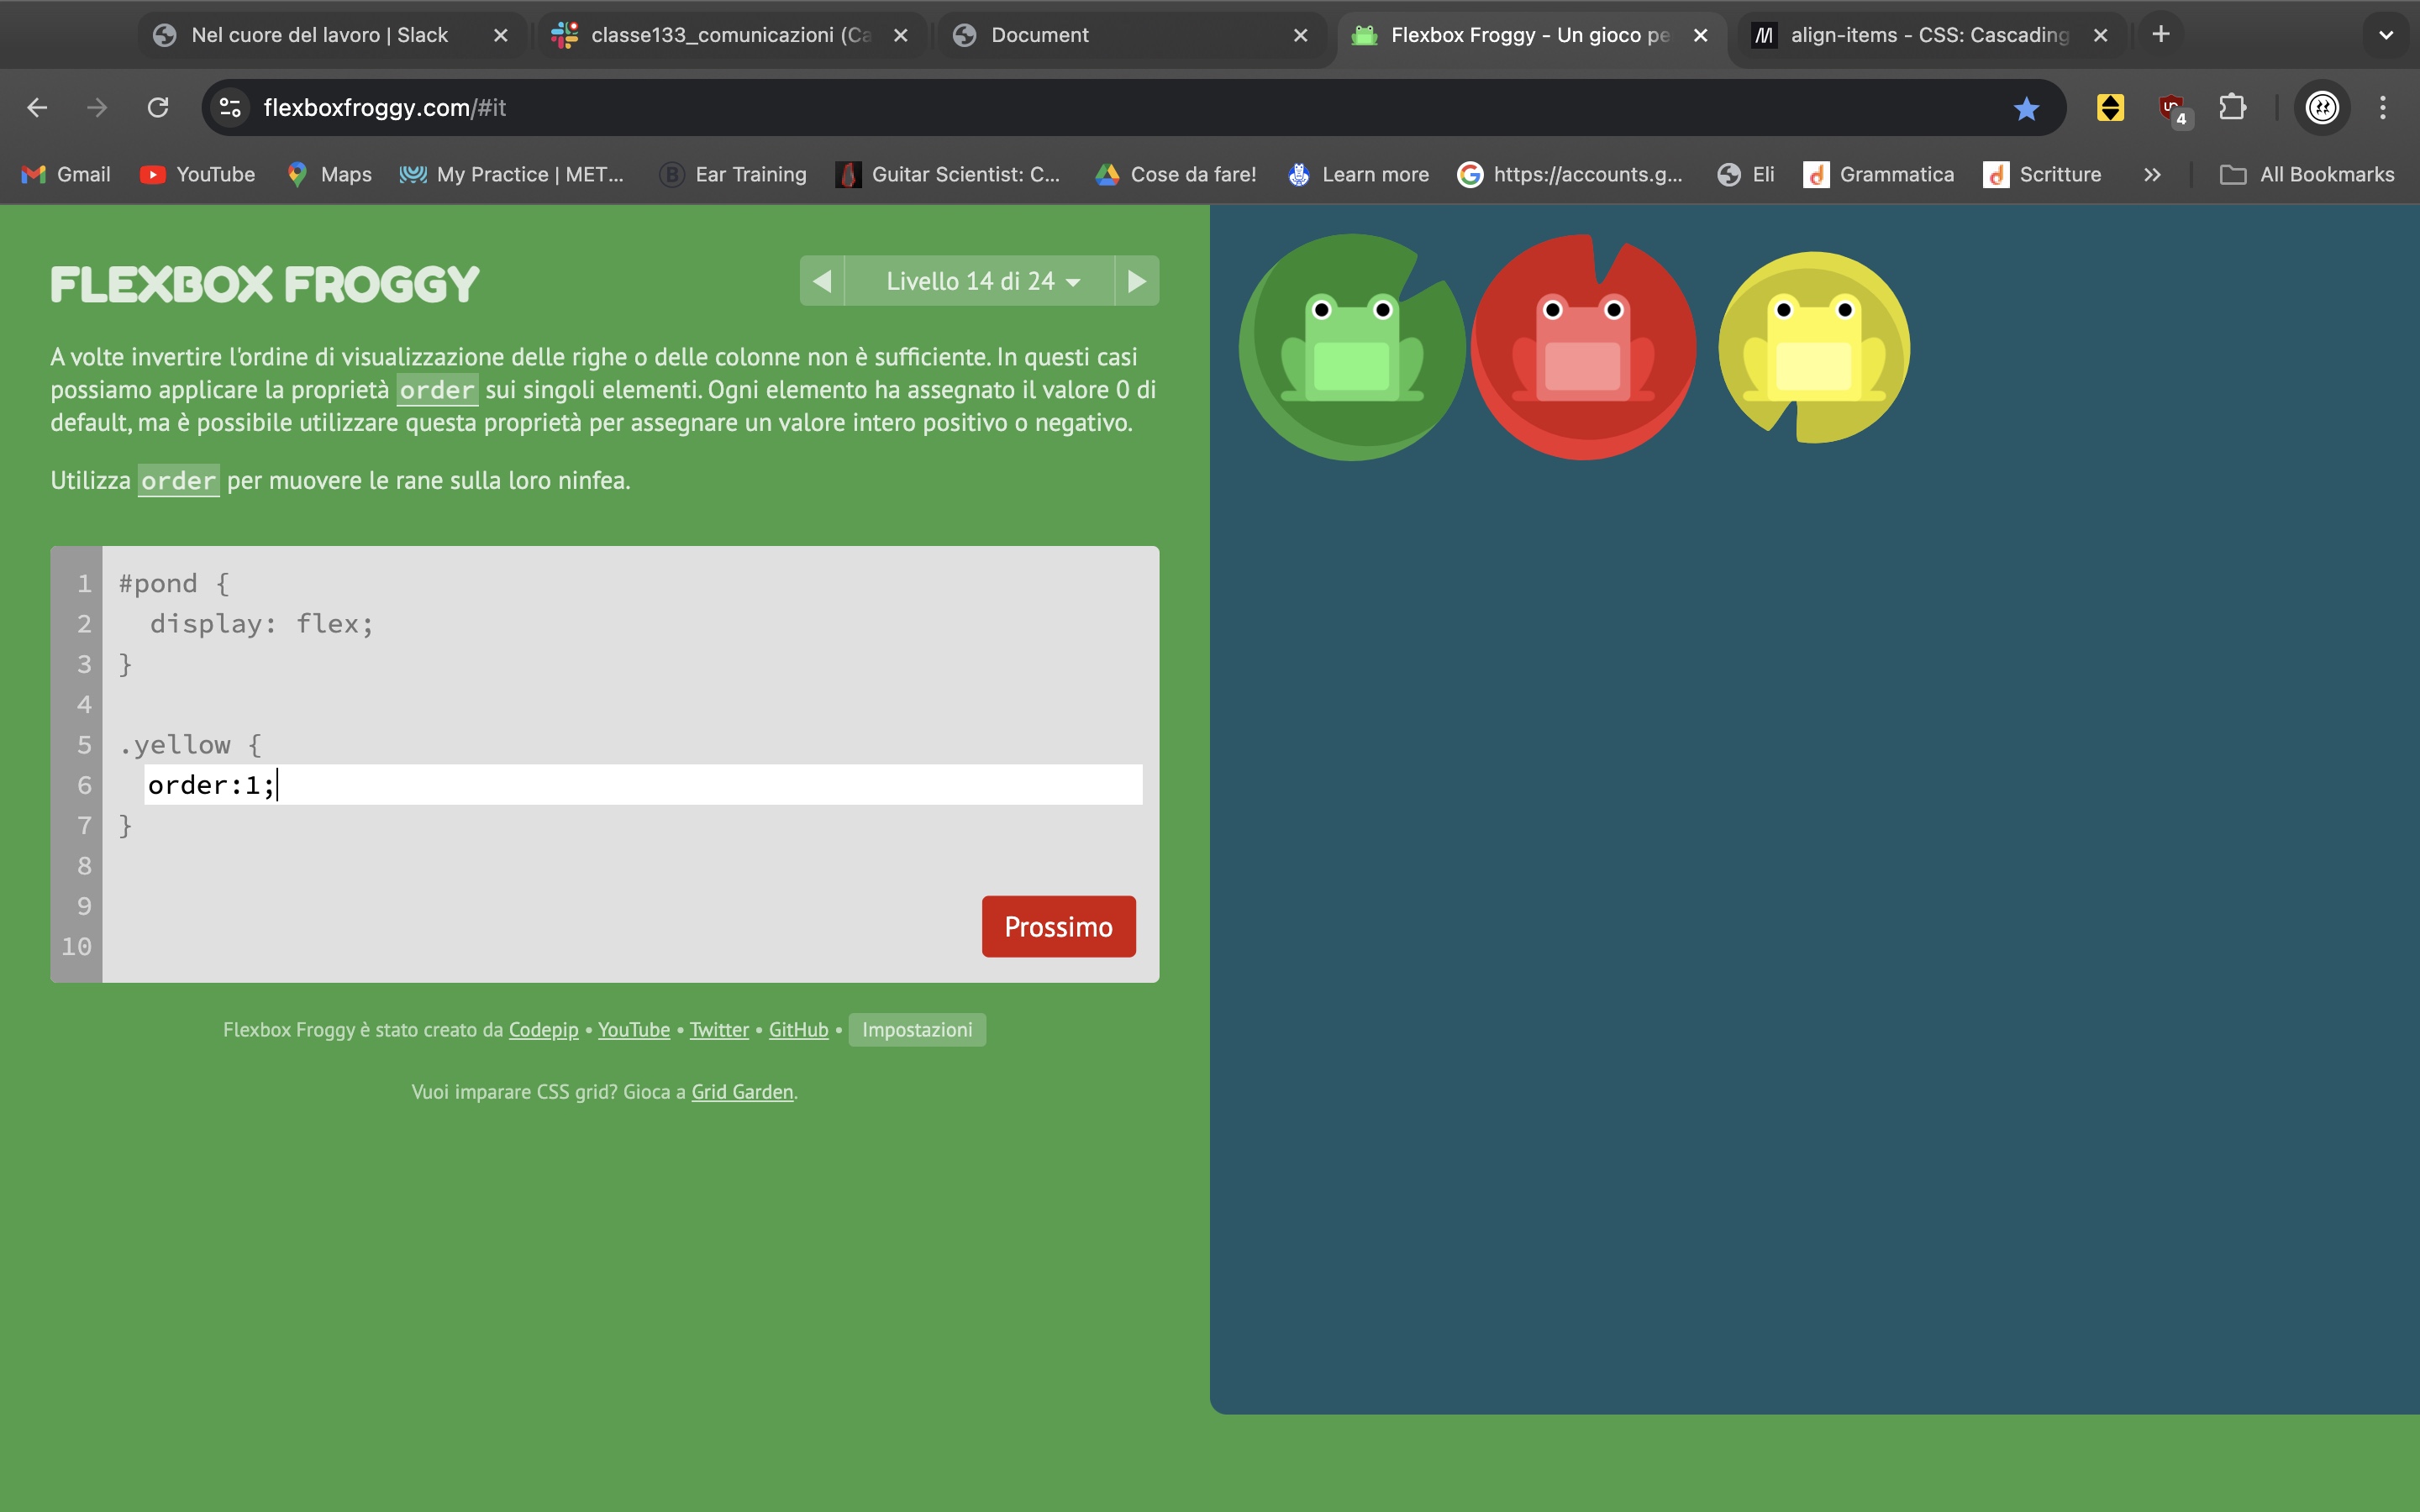 Nel cuore del lavoro | Slack
classe133_comunicazioni (Ca
Document
Flexbox Froggy - Un gioco pe
align-items - CSS: Cascading
flexboxfroggy.com/#it
4
Gmail
YouTube
Maps
My Practice | MET...
Ear Training
Guitar Scientist: C...
Cose da fare!
Learn more
https://accounts.g...
Eli
Grammatica
Scritture
All Bookmarks
FLEXBOX FROGGY
Livello 14 di 24
A volte invertire l'ordine di visualizzazione delle righe o delle colonne non è sufficiente. In questi casi
possiamo applicare la proprietà order sui singoli elementi. Ogni elemento ha assegnato il valore 0 di
default, ma è possibile utilizzare questa proprietà per assegnare un valore intero positivo o negativo.
Utilizza order per muovere le rane sulla loro ninfea.
1 #pond {
2 display: flex;
3 }
4
5 .yellow {
6 order:1;
7 }
8
9
10
Prossimo
Flexbox Froggy è stato creato da Codepip • YouTube • Twitter • GitHub • Impostazioni
Vuoi imparare CSS grid? Gioca a Grid Garden.